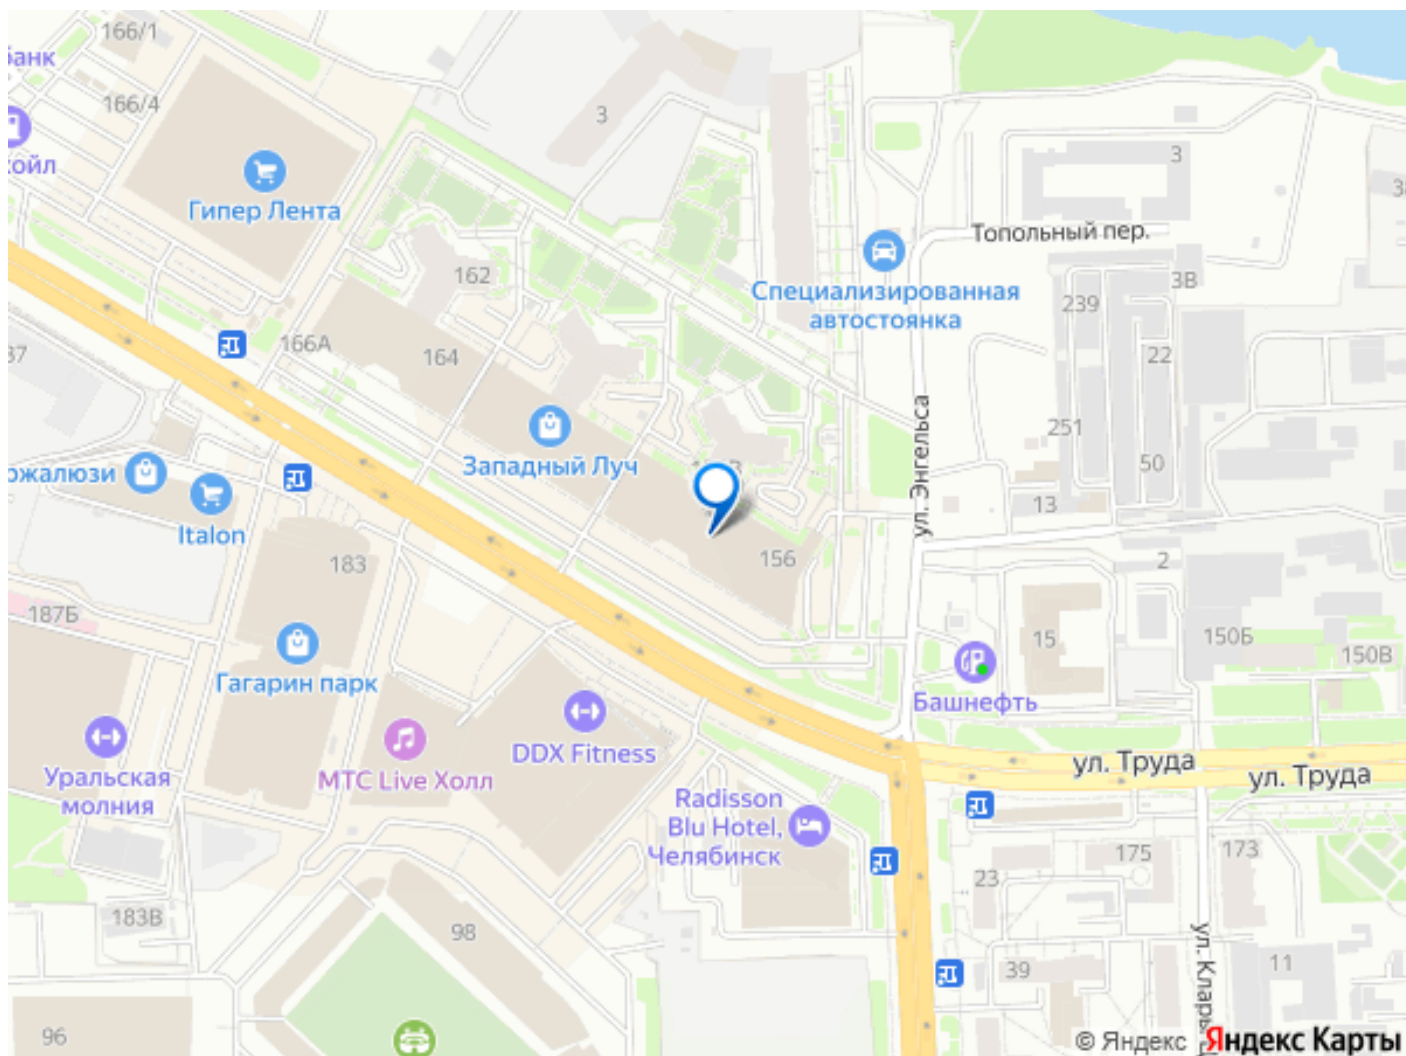 166/1
166/4
3
Гипер Лента
3
Топольный пер.
Специализированная
автостоянка
162
3В
239
166А
164
22
251
Западный Луч
ул. Энгельса
50
Italon
13
183
156
2
187Б
15
150Б
150В
Гагарин парк
Башнефть
DDX Fitness
МТС Live Холл
Уральская
молния
ул. Труда
ул. Труда
Radisson
Blu Hotel,
Челябинск
175
173
23
183В
98
39
11
96
© Яндекс
Яндекс Карты